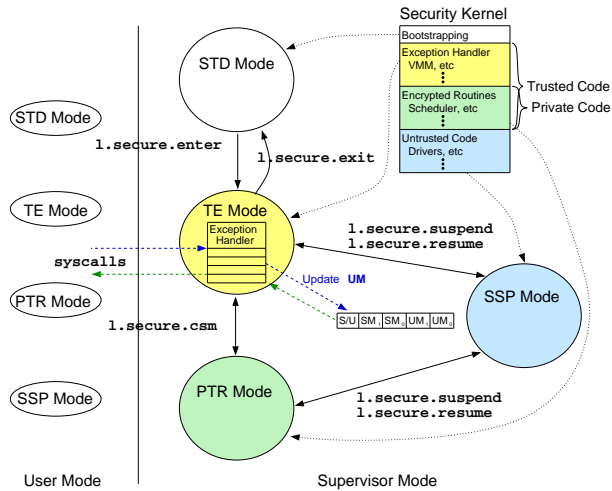 Security Kernel
Bootstrapping
Exception Handler
VMM, etc
Encrypted Routines
Scheduler, etc
Untrusted Code
Drivers, etc
Trusted Code
Private Code
STD Mode
STD Mode
l.secure.enter
l.secure.exit
TE Mode
TE Mode
Exception
Handler
l.secure.suspend
l.secure.resume
syscalls
Update UM
SSP Mode
PTR Mode
S/U SM1 SM0 UM1 UM0
l.secure.csm
PTR Mode
SSP Mode
l.secure.suspend
l.secure.resume
User Mode
Supervisor Mode